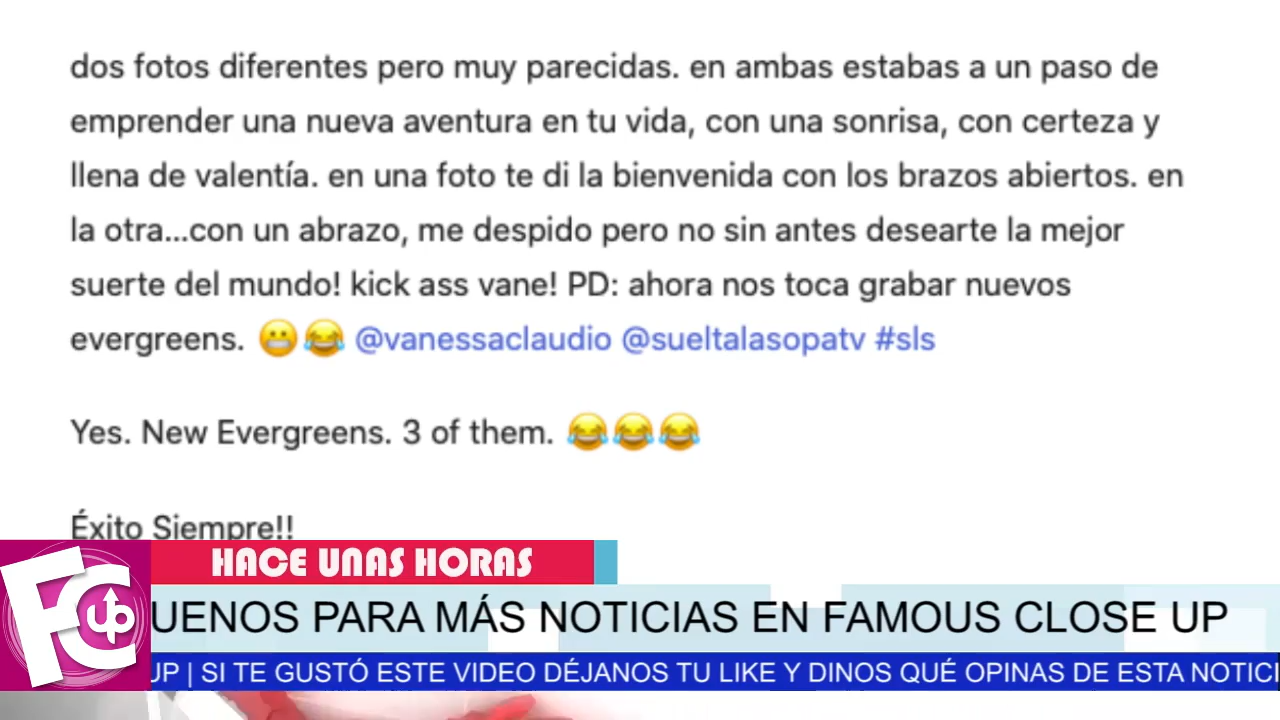 dos fotos diferentes pero muy parecidas. en ambas estabas a un paso de
emprender una nueva aventura en tu vida, con una sonrisa, con certeza y
llena de valentía. en una foto te di la bienvenida con los brazos abiertos. en
la otra...con un abrazo, me despido pero no sin antes desearte la mejor
suerte del mundo! kick ass vane! PD: ahora nos toca grabar nuevos
evergreens. 😬😂 @vanessaclaudio @sueltalasopatv #sls
Yes. New Evergreens. 3 of them. 😂😂😂
Éxito Siempre!!
HACE UNAS HORAS
FC up
UENOS PARA MÁS NOTICIAS EN FAMOUS CLOSE UP
UP | SI TE GUSTÓ ESTE VIDEO DÉJANOS TU LIKE Y DINOS QUÉ OPINAS DE ESTA NOTICI